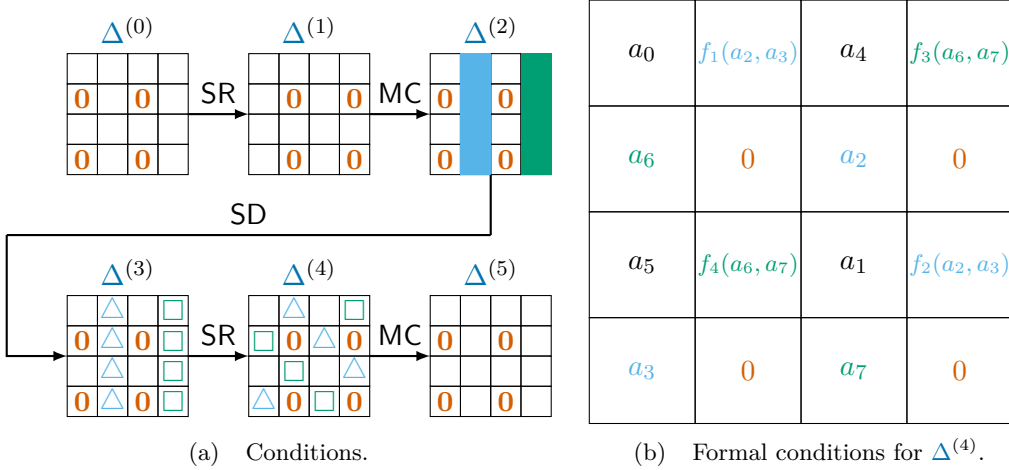 Δ(0) Δ(1) Δ(2)
0 0 0 0 0 0
SR MC
0 0 0 0 0 0
SD
Δ(3) Δ(4) Δ(5)
0 0 0 0 0 0
SR MC
0 0 0 0 0 0
(a) Conditions.
a0 f1(a2, a3) a4 f3(a6, a7)
a6 0 a2 0
a5 f4(a6, a7) a1 f2(a2, a3)
a3 0 a7 0
(b) Formal conditions for Δ(4).